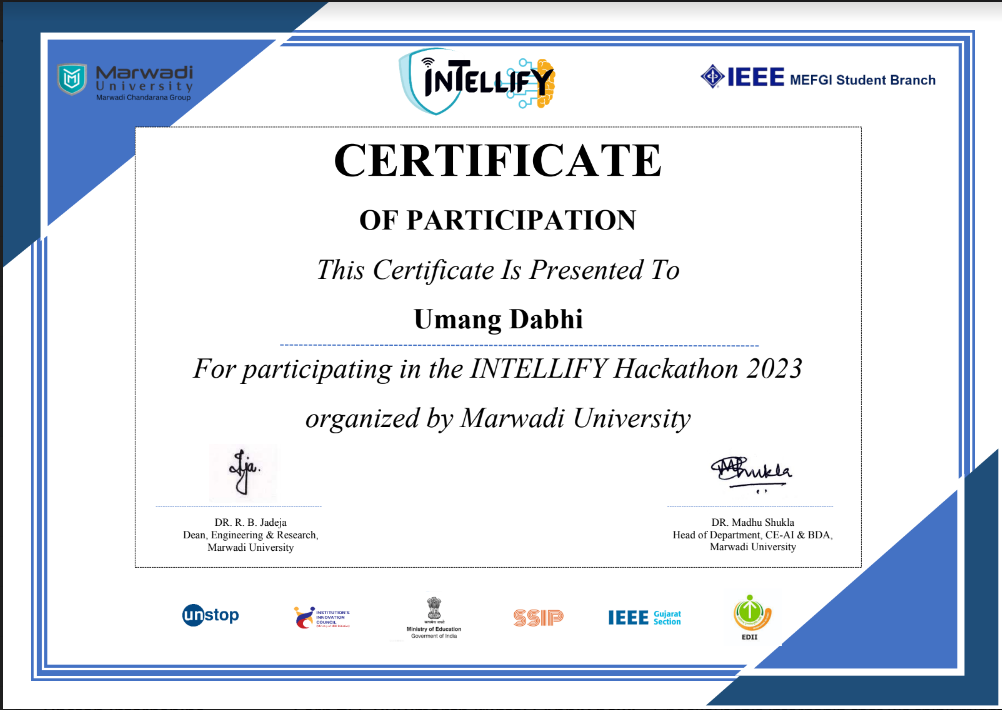 Marwadi
University
Marwadi Chandarana Group
INTELLIFY
IEEE MEFGI Student Branch
CERTIFICATE
OF PARTICIPATION
This Certificate Is Presented To
Umang Dabhi
For participating in the INTELLIFY Hackathon 2023
organized by Marwadi University
DR. R. B. Jadeja
Dean, Engineering & Research,
Marwadi University
Shukla
DR. Madhu Shukla
Head of Department, CE-AI & BDA,
Marwadi University
unstop
INSTITUTION'S
INNOVATION
COUNCIL
Ministry of Education
Government of India
SSIP
IEEE Gujarat
Section
EDII